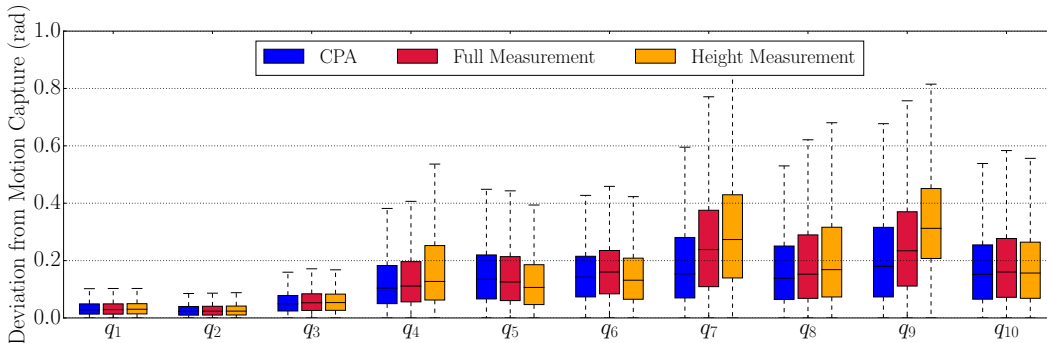 Deviation from Motion Capture (rad)
1.0
0.8
0.6
0.4
0.2
0.0
CPA Full Measurement Height Measurement
q1 q2 q3 q4 q5 q6 q7 q8 q9 q10